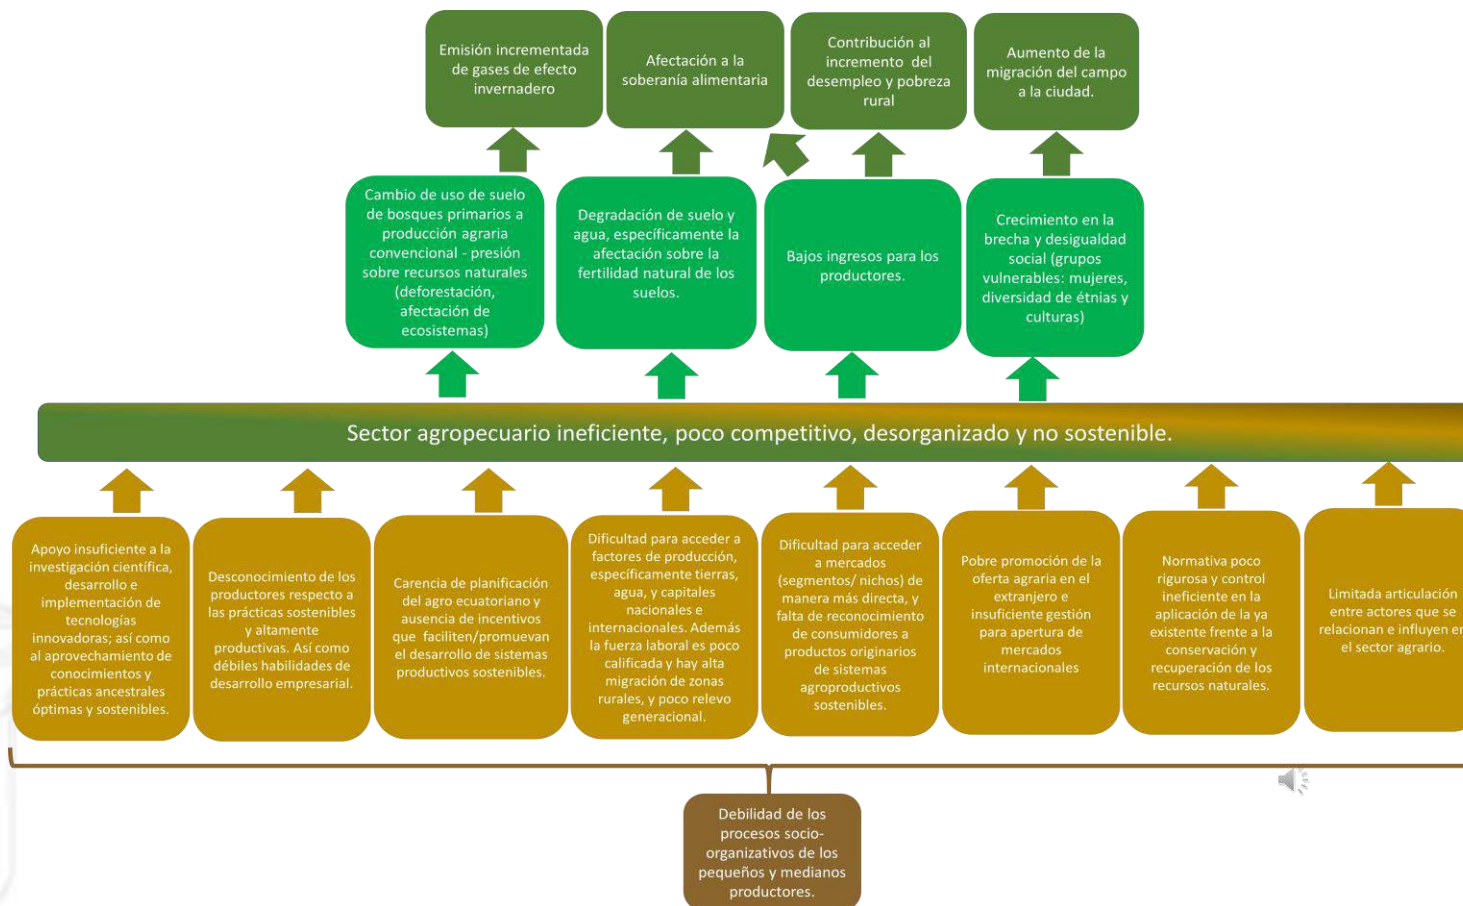 Emisión incrementada
de gases de efecto
invernadero
Afectación a la
soberanía alimentaria
Contribución al
incremento del
desempleo y pobreza
rural
Aumento de la
migración del campo
a la ciudad.
Cambio de uso de suelo
de bosques primarios a
producción agraria
convencional - presión
sobre recursos naturales
(deforestación,
afectación de
ecosistemas)
Degradación de suelo y
agua, específicamente la
afectación sobre la
fertilidad natural de los
suelos.
Bajos ingresos para los
productores.
Crecimiento en la
brecha y desigualdad
social (grupos
vulnerables: mujeres,
diversidad de étnias y
culturas)
Sector agropecuario ineficiente, poco competitivo, desorganizado y no sostenible.
Apoyo insuficiente a la
investigación científica,
desarrollo e
implementación de
tecnologías
innovadoras; así como
al aprovechamiento de
conocimientos y
prácticas ancestrales
óptimas y sostenibles.
Desconocimiento de los
productores respecto a
las prácticas sostenibles
y altamente
productivas. Así como
débiles habilidades de
desarrollo empresarial.
Carencia de planificación
del agro ecuatoriano y
ausencia de incentivos
que faciliten/promuevan
el desarrollo de sistemas
productivos sostenibles.
Dificultad para acceder a
factores de producción,
específicamente tierras,
agua, y capitales
nacionales e
internacionales. Además
la fuerza laboral es poco
calificada y hay alta
migración de zonas
rurales, y poco relevo
generacional.
Dificultad para acceder
a mercados
(segmentos/ nichos) de
manera más directa, y
falta de reconocimiento
de consumidores a
productos originarios
de sistemas
agroproductivos
sostenibles.
Pobre promoción de la
oferta agraria en el
extranjero e
insuficiente gestión
para apertura de
mercados
internacionales
Normativa poco
rigurosa y control
ineficiente en la
aplicación de la ya
existente frente a la
conservación y
recuperación de los
recursos naturales.
Limitada articulación
entre actores que se
relacionan e influyen en
el sector agrario.
Debilidad de los
procesos socio-
organizativos de los
pequeños y medianos
productores.